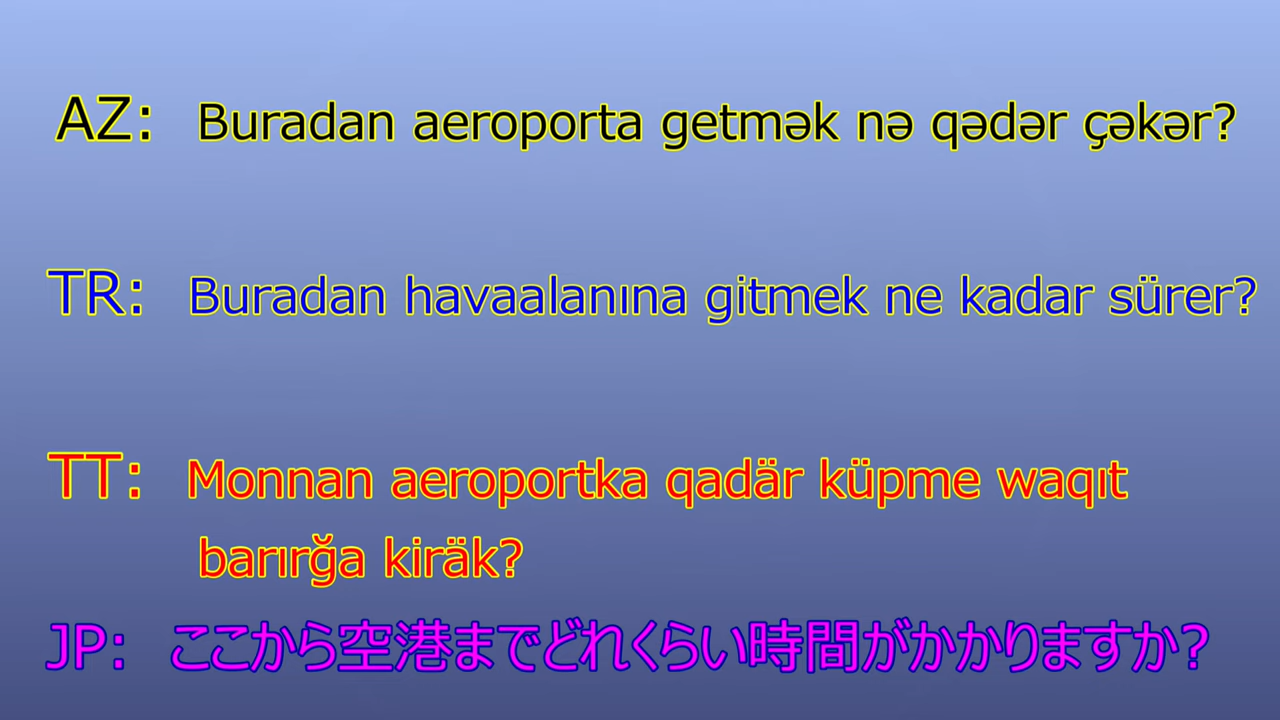 AZ: Buradan aeroporta getmək nə qədər çəkər?
TR: Buradan havaalanına gitmek ne kadar sürer?
TT: Monnan aeroportka qadär küpme waqıt
barırğa kiräk?
JP: ここから空港までどれくらい時間がかかりますか?